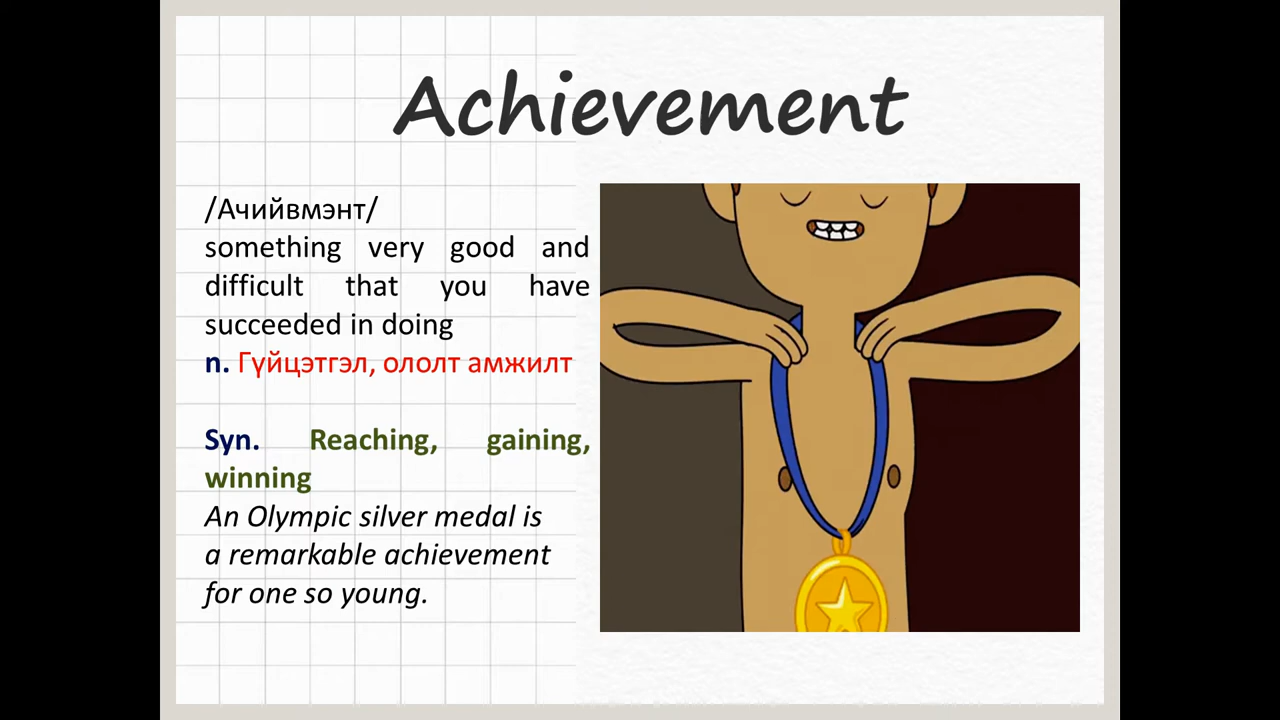 Achievement
/Ачийвмэнт/
something very good and
difficult that you have
succeeded in doing
n. Гүйцэтгэл, ололт амжилт
Syn. Reaching, gaining,
winning
An Olympic silver medal is
a remarkable achievement
for one so young.